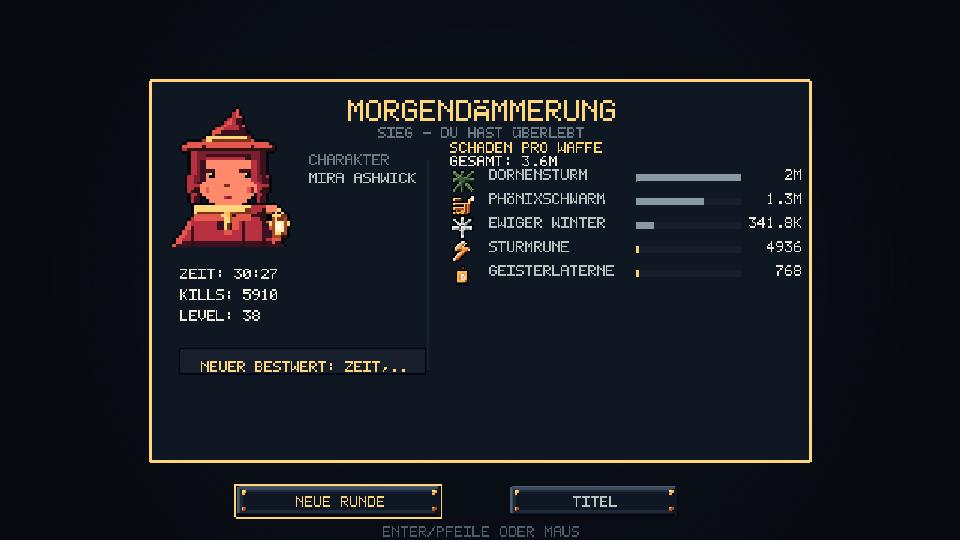 MORGENDÄMMERUNG
SIEG - DU HAST ÜBERLEBT
CHARAKTER
MIRA ASHWICK
ZEIT: 30:27
KILLS: 5910
LEVEL: 38
NEUER BESTWERT: ZEIT,..
SCHADEN PRO WAFFE
GESAMT: 3.6M
DORNENSTURM 2M
PHÖNIXSCHWARM 1.3M
EWIGER WINTER 341.8K
STURMRUNE 4936
GEISTERLATERNE 768
NEUE RUNDE
TITEL
ENTER/PFEILE ODER MAUS